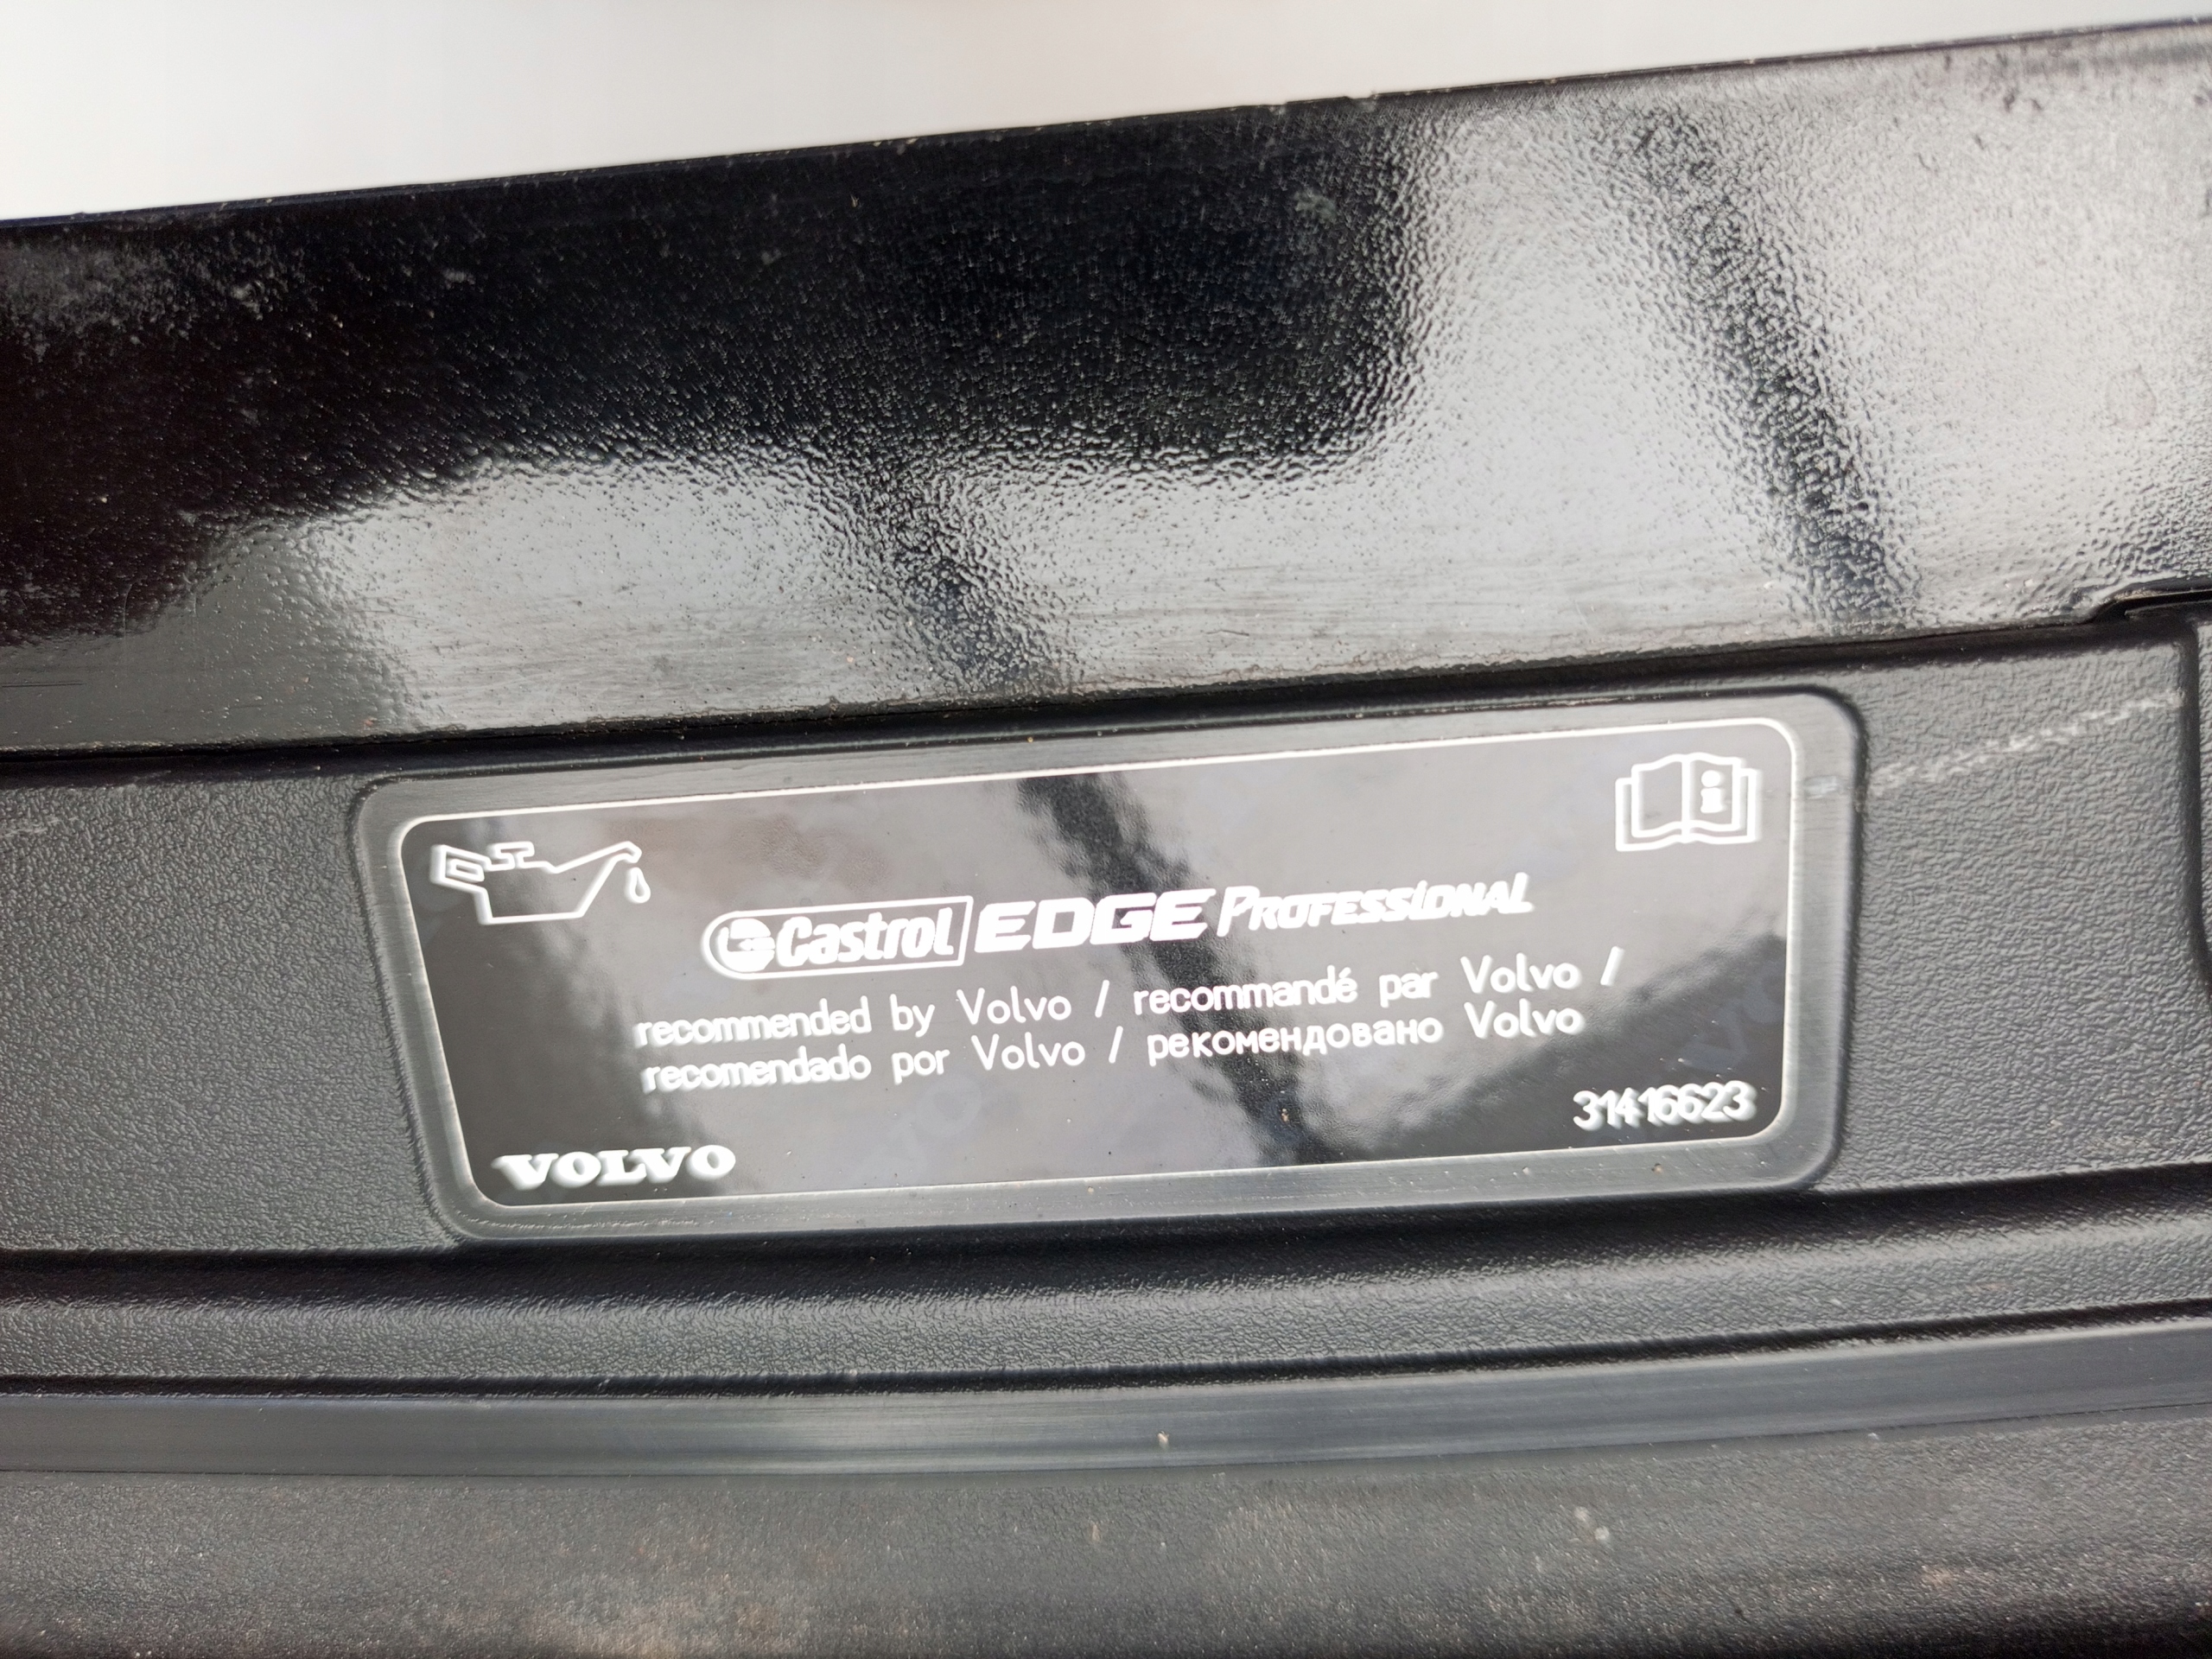 Castrol EDGE PROFESSIONAL
recommended by Volvo / recommandé par Volvo /
recomendado por Volvo / рекомендовано Volvo
31416623
VOLVO